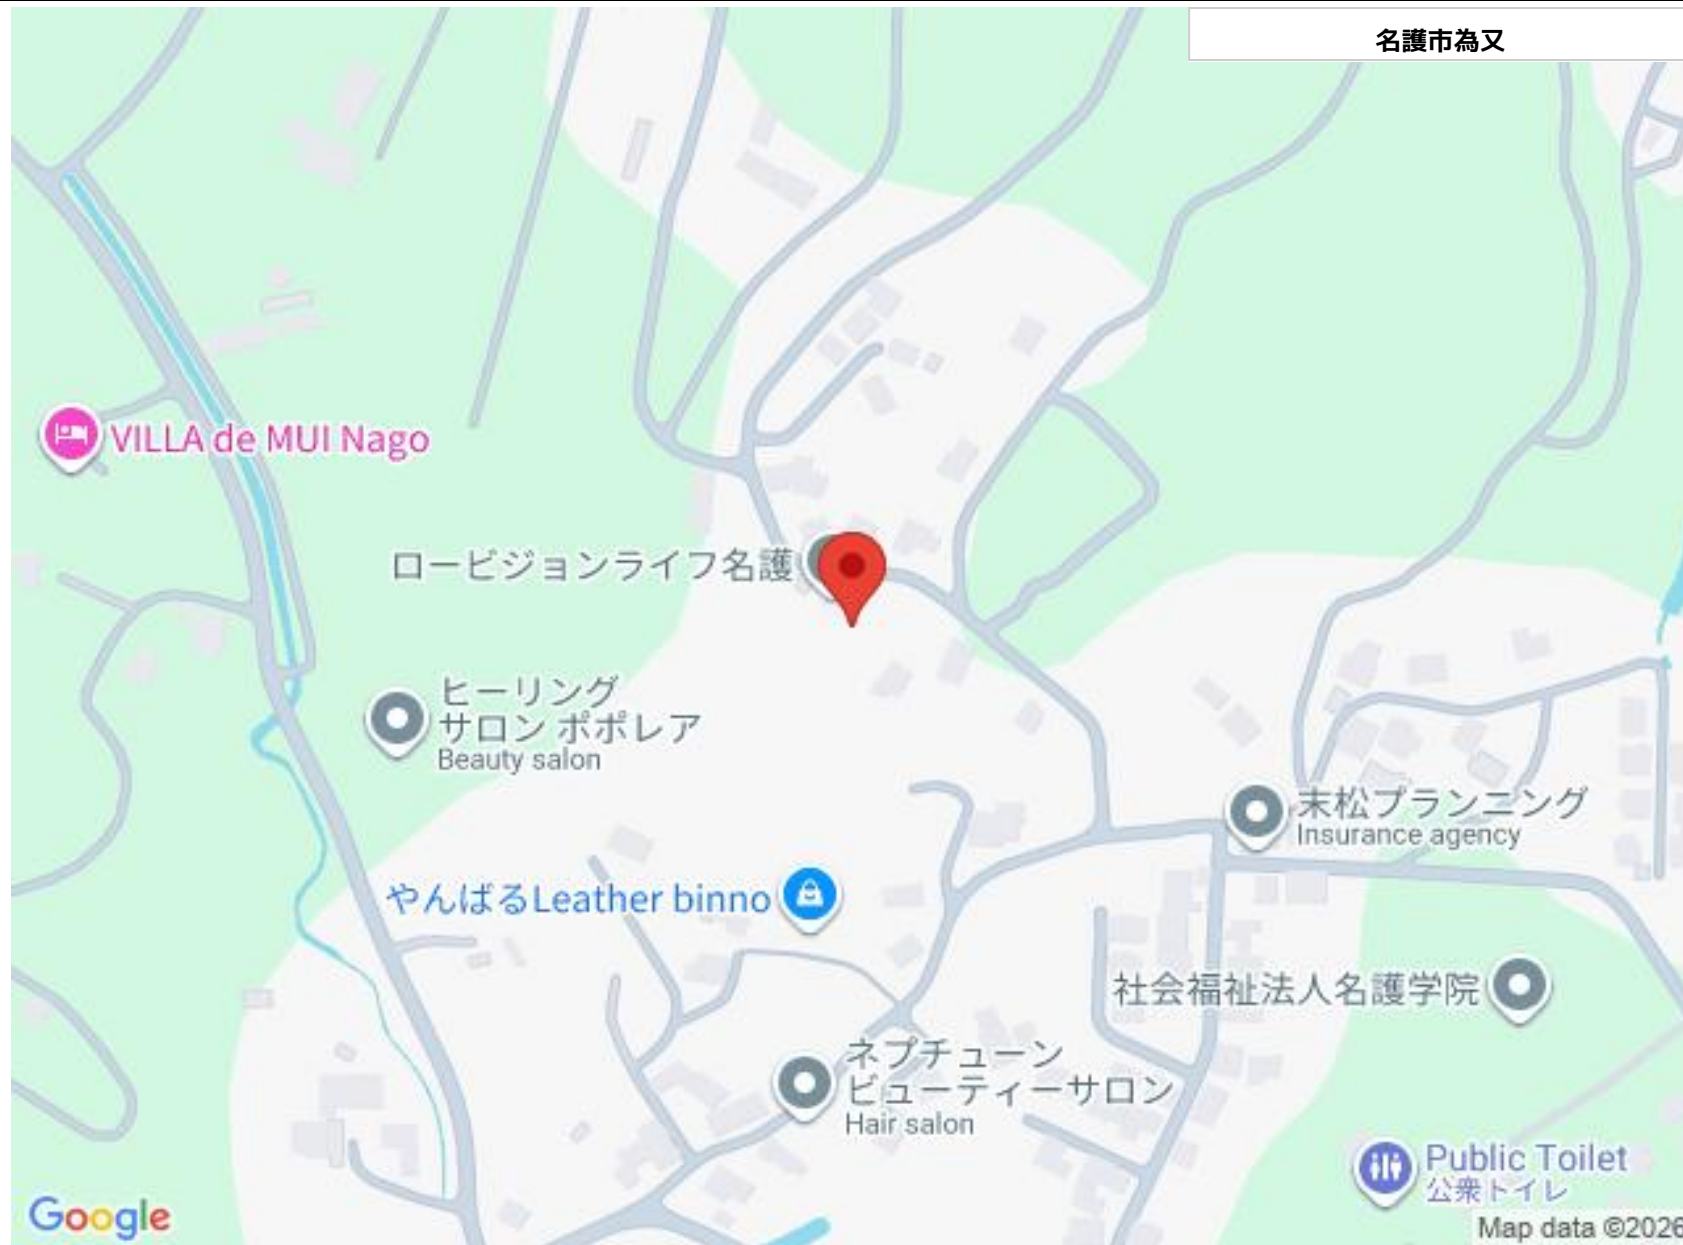 名護市為又
VILLA de MUI Nago
ロービジョンライフ名護
ヒーリング
サロン ポポレア
Beauty salon
末松プランニング
Insurance agency
やんばるLeather binno
社会福祉法人名護学院
ネプチューン
ビューティーサロン
Hair salon
Public Toilet
公衆トイレ
Google
Map data ©2026